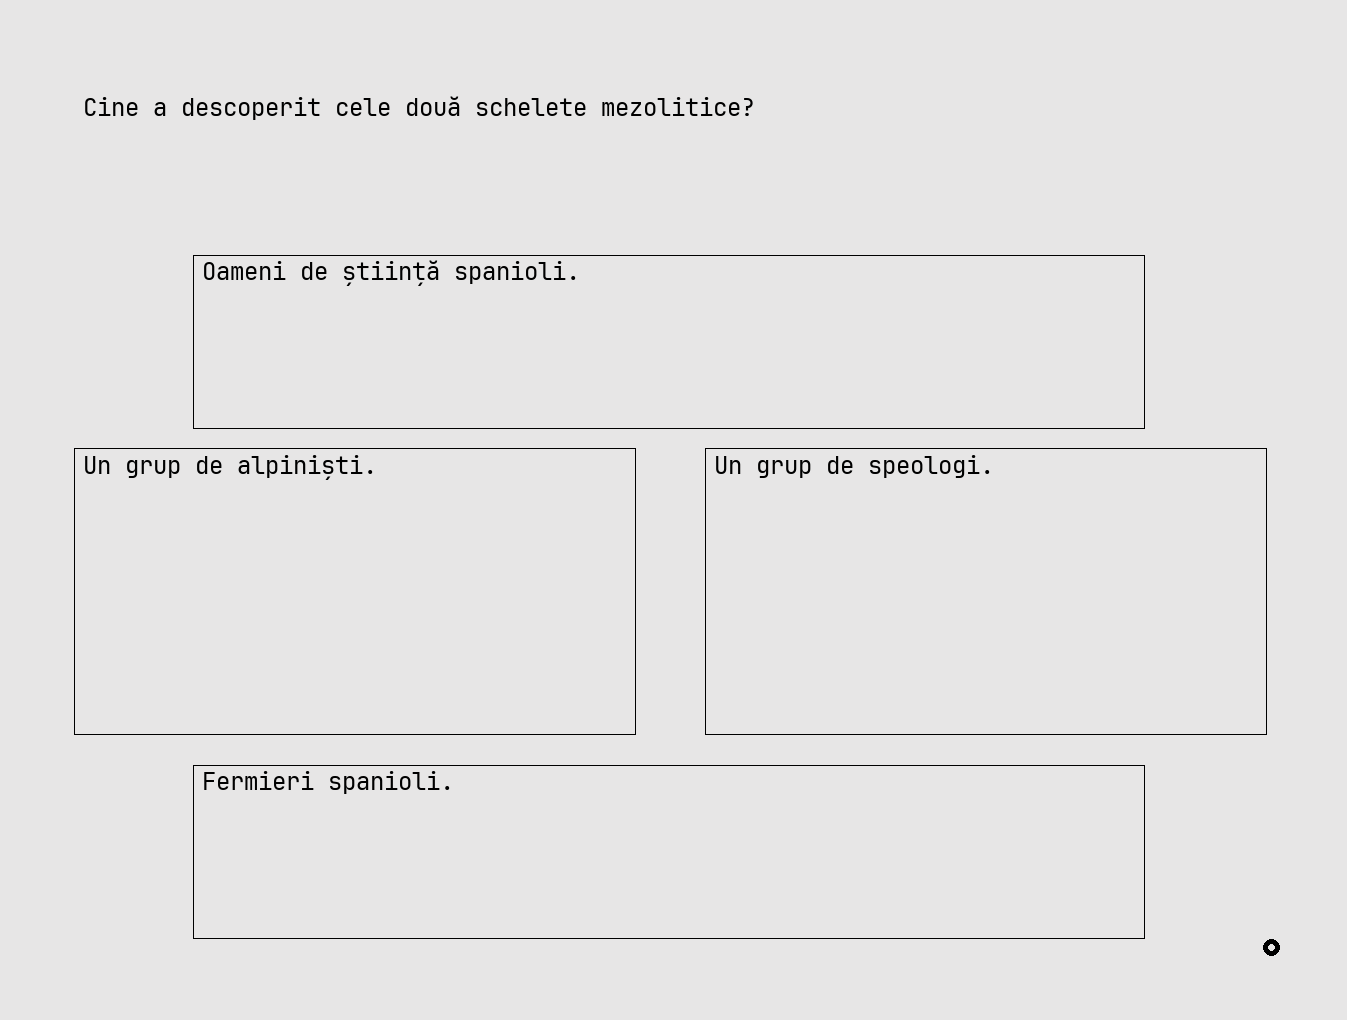 Cine a descoperit cele două schelete mezolitice?
Oameni de știință spanioli.
Un grup de alpiniști.
Un grup de speologi.
Fermieri spanioli.